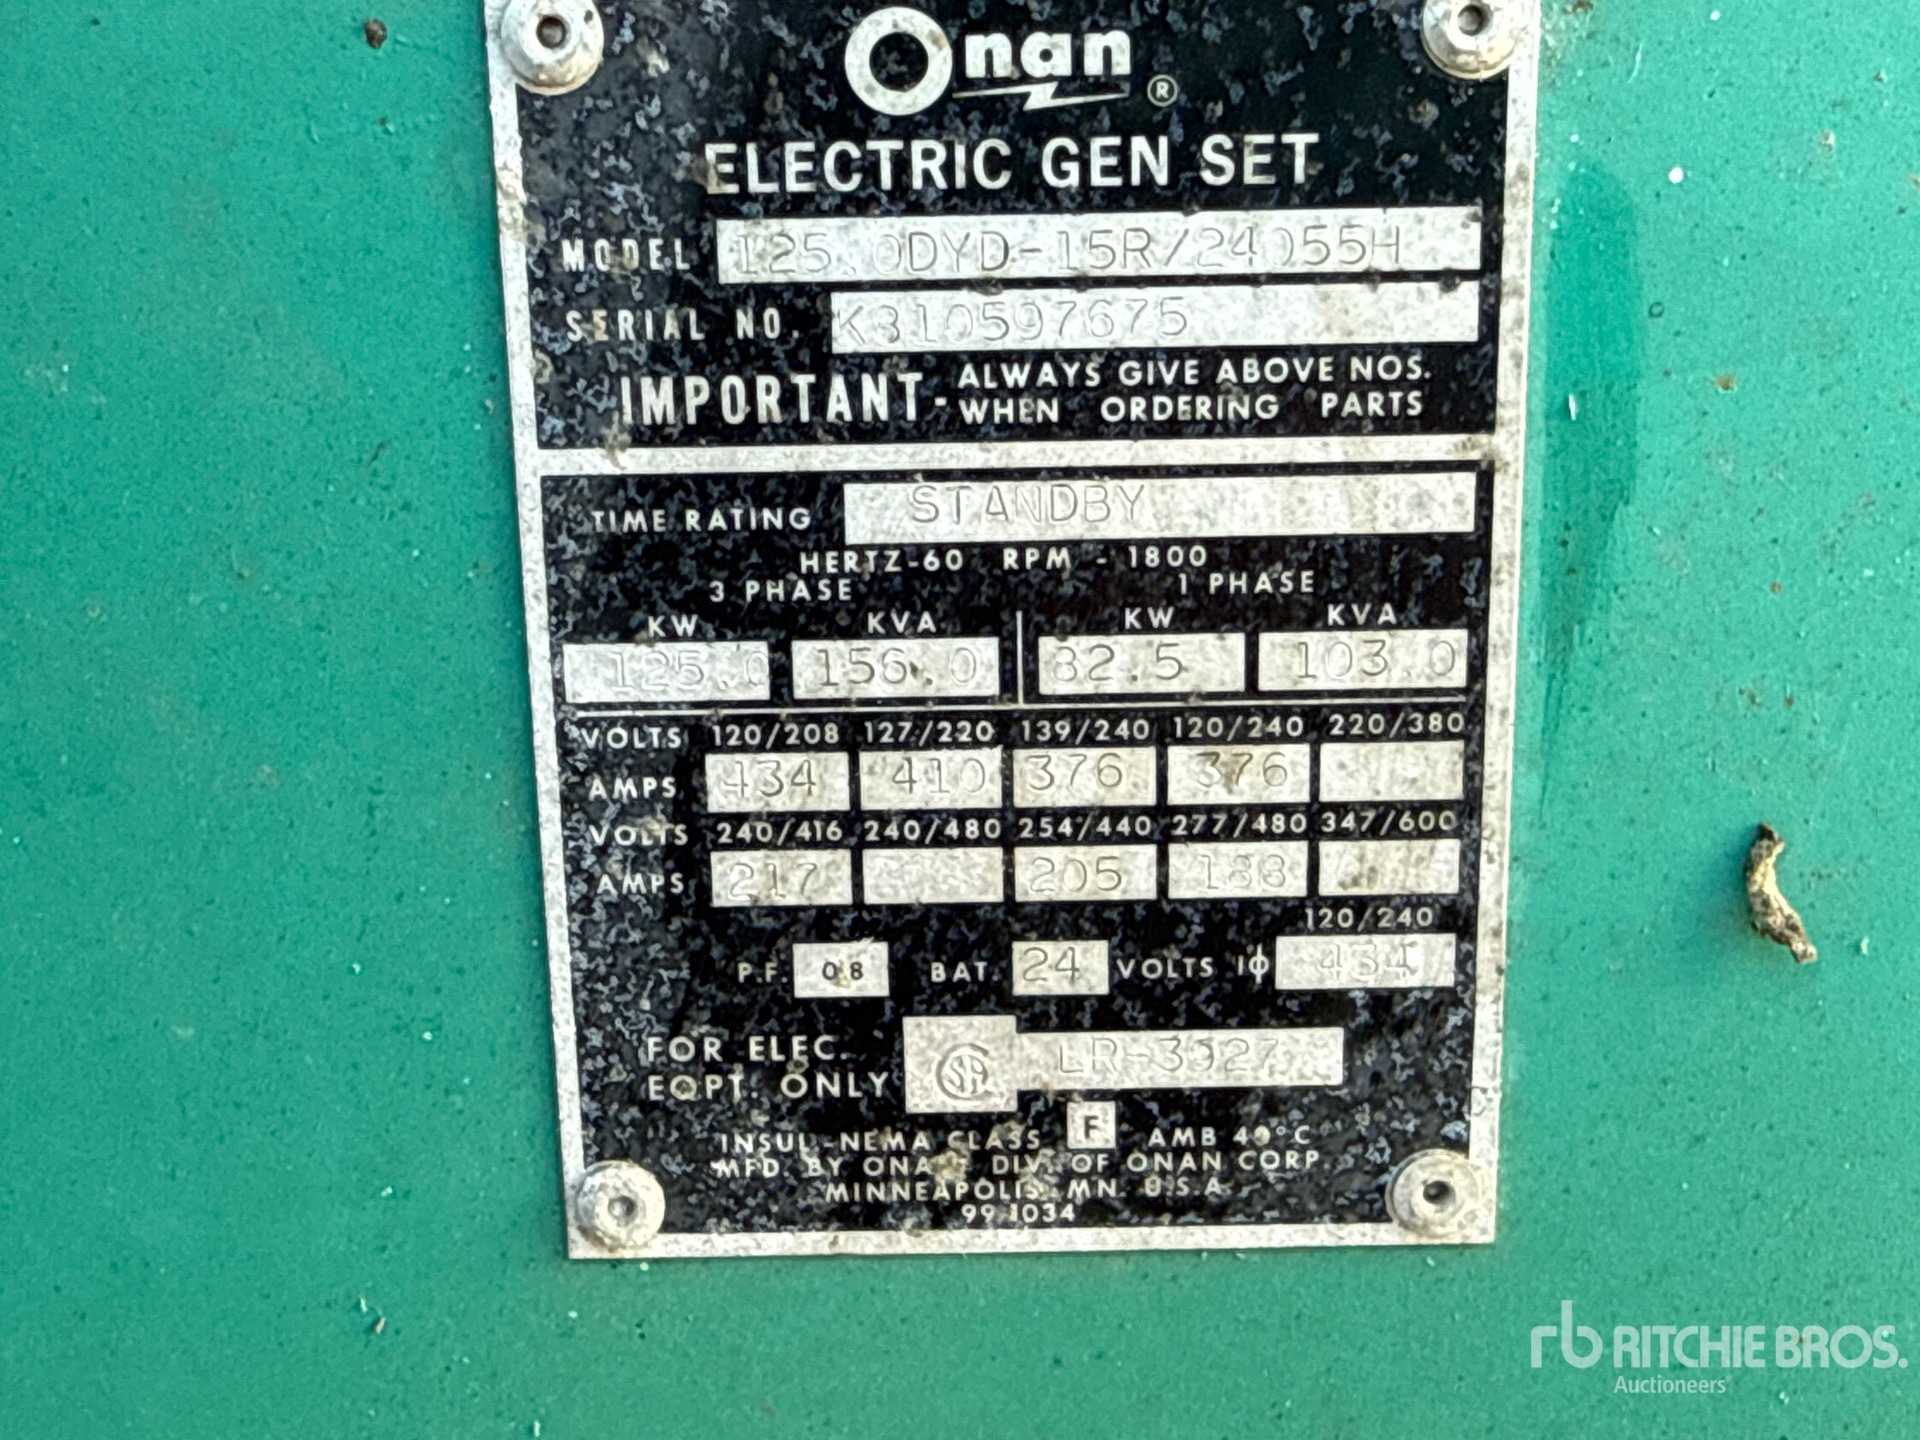 Onan ®
ELECTRIC GEN SET
MODEL 125.0DYD-15R/24055H
SERIAL NO. K810597675
IMPORTANT- ALWAYS GIVE ABOVE NOS.
WHEN ORDERING PARTS
TIME RATING STANDBY
HERTZ-60 RPM - 1800
3 PHASE 1 PHASE
KW KVA KW KVA
125.0 156.0 82.5 103.0
VOLTS 120/208 127/220 139/240 120/240 220/380
AMPS 434 410 376 376
VOLTS 240/416 240/480 254/440 277/480 347/600
AMPS 217 205 188
120/240
P.F. 0.8 BAT. 24 VOLTS 1φ 434
FOR ELEC. LR-3927
EQPT. ONLY
INSUL-NEMA CLASS F AMB 40°C
MFD. BY ONAN DIV. OF ONAN CORP.
MINNEAPOLIS, MN. U.S.A.
99-1034
rb RITCHIE BROS.
Auctioneers